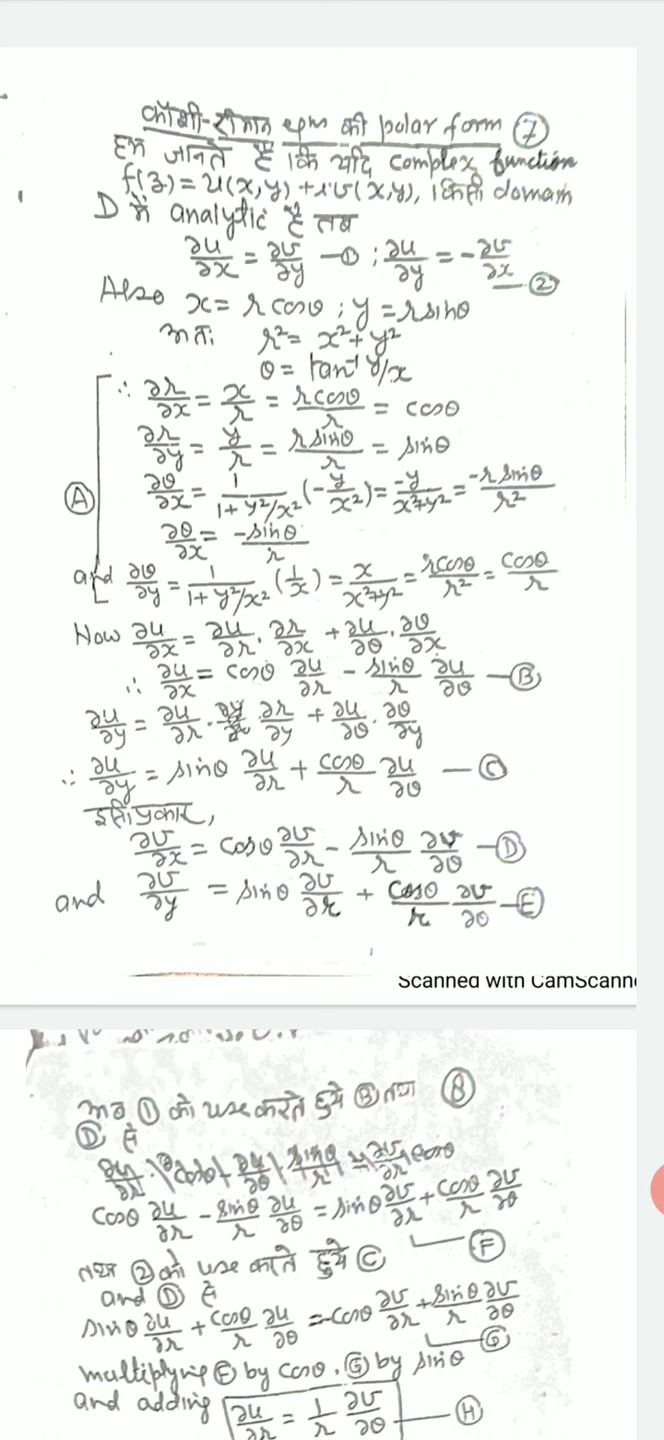 कॉशी-रीमान eqn की polar form (7)
हम जानते हैं कि यदि complex function
f(z) = u(x,y) + iv(x,y), किसी domain
D में analytic है तब
∂u/∂x = ∂v/∂y —① ; ∂u/∂y = -∂v/∂x —②
Also x = r cosθ ; y = r sinθ
अतः r² = x² + y²
θ = tan⁻¹ y/x
∴ ∂r/∂x = x/r = r cosθ/r = cosθ
∂r/∂y = y/r = r sinθ/r = sinθ
Ⓐ ∂θ/∂x = 1/(1 + y²/x²) (-y/x²) = -y/(x²+y²) = -r sinθ/r²
∂θ/∂x = -sinθ/r
and ∂θ/∂y = 1/(1 + y²/x²) (1/x) = x/(x²+y²) = r cosθ/r² = cosθ/r
Now ∂u/∂x = ∂u/∂r · ∂r/∂x + ∂u/∂θ · ∂θ/∂x
∴ ∂u/∂x = cosθ ∂u/∂r - sinθ/r ∂u/∂θ —Ⓑ
∂u/∂y = ∂u/∂r · ∂r/∂y + ∂u/∂θ · ∂θ/∂y
∴ ∂u/∂y = sinθ ∂u/∂r + cosθ/r ∂u/∂θ —Ⓒ
इसी प्रकार,
∂v/∂x = cosθ ∂v/∂r - sinθ/r ∂v/∂θ —Ⓓ
and ∂v/∂y = sinθ ∂v/∂r + cosθ/r ∂v/∂θ —Ⓔ
Scanned with CamScann
अब ① को use करते हुये Ⓑ तथा (8)
Ⓓ से
cosθ ∂u/∂r - sinθ/r ∂u/∂θ = sinθ ∂v/∂r + cosθ/r ∂v/∂θ
—Ⓕ
तथा ② को use करते हुये Ⓒ
and Ⓓ से
sinθ ∂u/∂r + cosθ/r ∂u/∂θ = -cosθ ∂v/∂r + sinθ/r ∂v/∂θ
—Ⓖ
multiplying Ⓕ by cosθ, Ⓖ by sinθ
and adding ∂u/∂r = 1/r ∂v/∂θ —Ⓗ